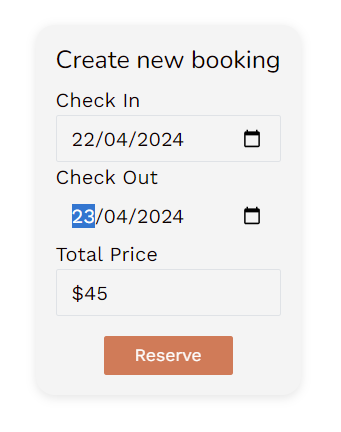 Create new booking
Check In
22/04/2024
Check Out
23/04/2024
Total Price
$45
Reserve